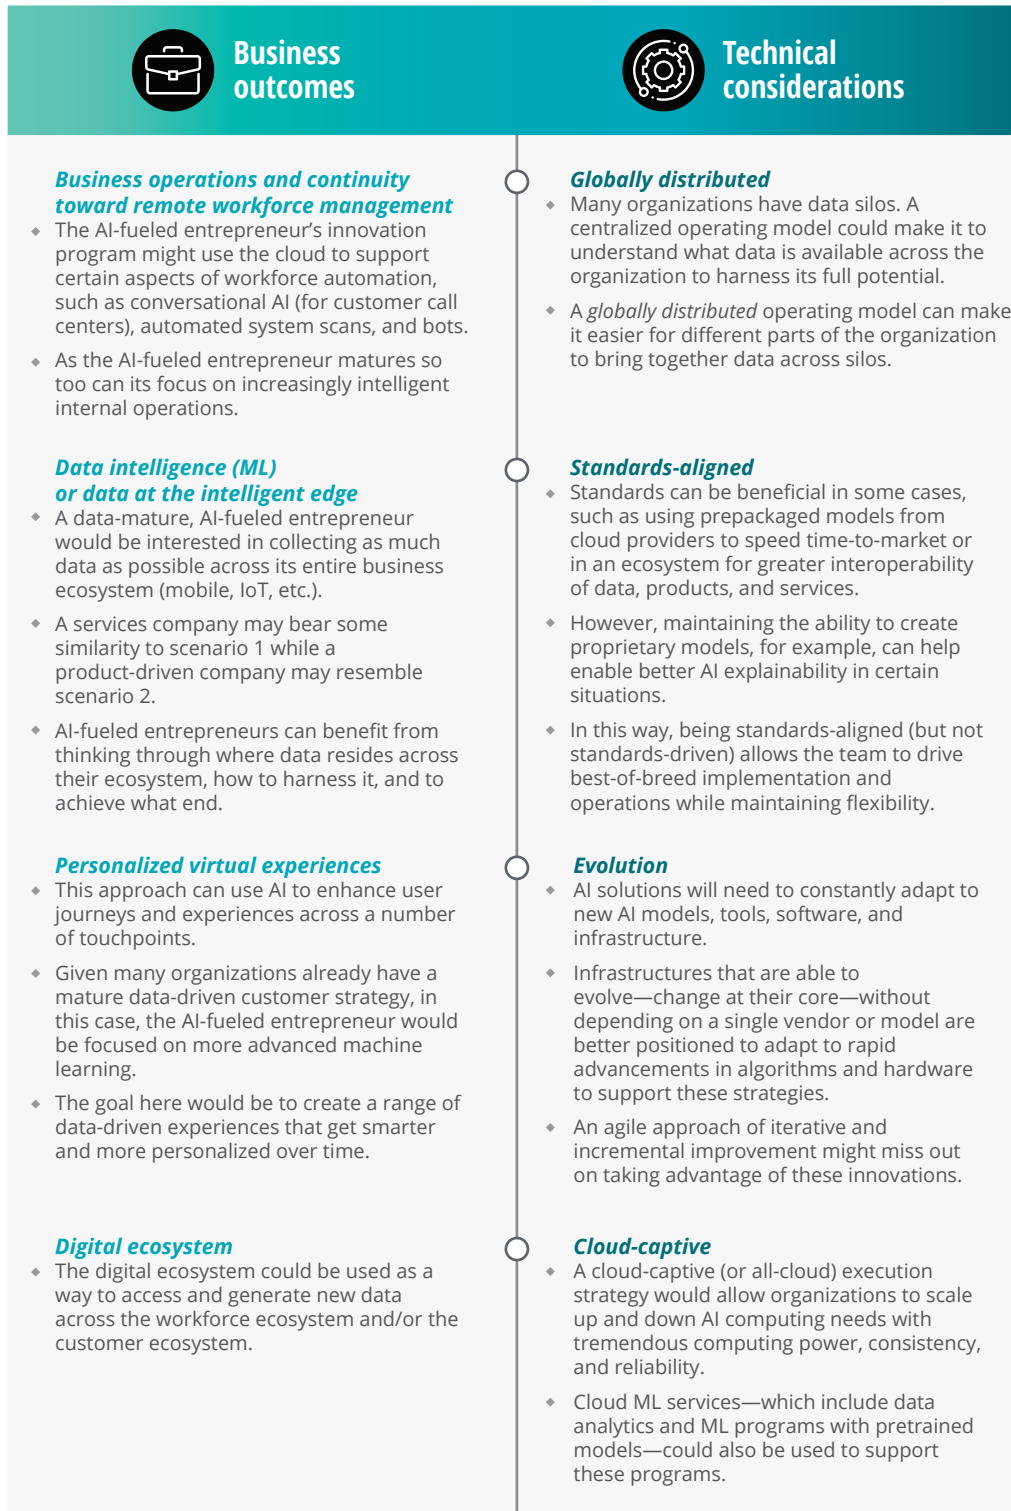 Business
outcomes
Technical
considerations
Business operations and continuity
toward remote workforce management
The AI-fueled entrepreneur's innovation
program might use the cloud to support
certain aspects of workforce automation,
such as conversational AI (for customer call
centers), automated system scans, and bots.
As the AI-fueled entrepreneur matures so
too can its focus on increasingly intelligent
internal operations.
Globally distributed
Many organizations have data silos. A
centralized operating model could make it to
understand what data is available across the
organization to harness its full potential.
A globally distributed operating model can make
it easier for different parts of the organization
to bring together data across silos.
Data intelligence (ML)
or data at the intelligent edge
A data-mature, AI-fueled entrepreneur
would be interested in collecting as much
data as possible across its entire business
ecosystem (mobile, IoT, etc.).
A services company may bear some
similarity to scenario 1 while a
product-driven company may resemble
scenario 2.
AI-fueled entrepreneurs can benefit from
thinking through where data resides across
their ecosystem, how to harness it, and to
achieve what end.
Standards-aligned
Standards can be beneficial in some cases,
such as using prepackaged models from
cloud providers to speed time-to-market or
in an ecosystem for greater interoperability
of data, products, and services.
However, maintaining the ability to create
proprietary models, for example, can help
enable better AI explainability in certain
situations.
In this way, being standards-aligned (but not
standards-driven) allows the team to drive
best-of-breed implementation and
operations while maintaining flexibility.
Personalized virtual experiences
This approach can use AI to enhance user
journeys and experiences across a number
of touchpoints.
Given many organizations already have a
mature data-driven customer strategy, in
this case, the AI-fueled entrepreneur would
be focused on more advanced machine
learning.
The goal here would be to create a range of
data-driven experiences that get smarter
and more personalized over time.
Evolution
AI solutions will need to constantly adapt to
new AI models, tools, software, and
infrastructure.
Infrastructures that are able to
evolve—change at their core—without
depending on a single vendor or model are
better positioned to adapt to rapid
advancements in algorithms and hardware
to support these strategies.
An agile approach of iterative and
incremental improvement might miss out
on taking advantage of these innovations.
Digital ecosystem
The digital ecosystem could be used as a
way to access and generate new data
across the workforce ecosystem and/or the
customer ecosystem.
Cloud-captive
A cloud-captive (or all-cloud) execution
strategy would allow organizations to scale
up and down AI computing needs with
tremendous computing power, consistency,
and reliability.
Cloud ML services—which include data
analytics and ML programs with pretrained
models—could also be used to support
these programs.